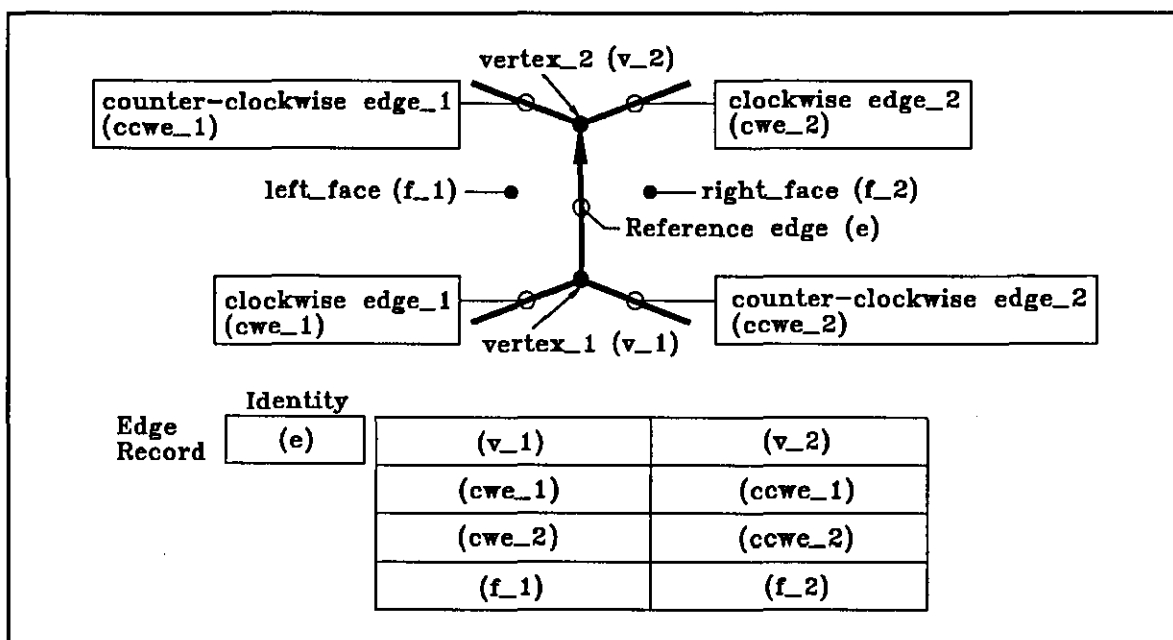 vertex_2 (v_2)
counter-clockwise edge_1
(ccwe_1)
clockwise edge_2
(cwe_2)
left_face (f_1)
right_face (f_2)
Reference edge (e)
clockwise edge_1
(cwe_1)
counter-clockwise edge_2
(ccwe_2)
vertex_1 (v_1)
Identity
Edge
Record
(e)
(v_1)
(v_2)
(cwe_1)
(ccwe_1)
(cwe_2)
(ccwe_2)
(f_1)
(f_2)